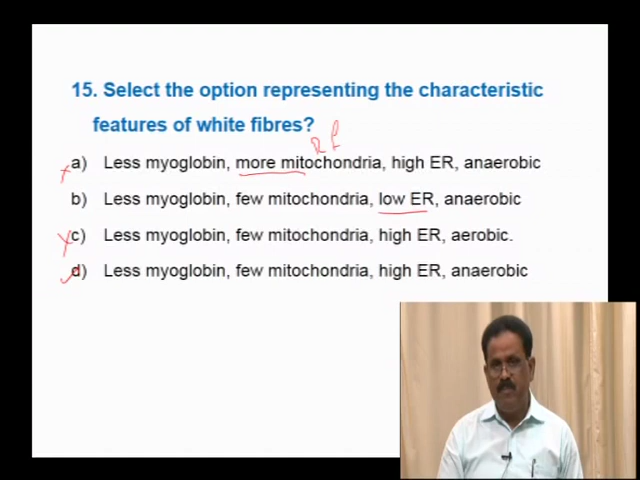 15. Select the option representing the characteristic
features of white fibres?
R f
a) Less myoglobin, more mitochondria, high ER, anaerobic
b) Less myoglobin, few mitochondria, low ER, anaerobic
c) Less myoglobin, few mitochondria, high ER, aerobic.
d) Less myoglobin, few mitochondria, high ER, anaerobic